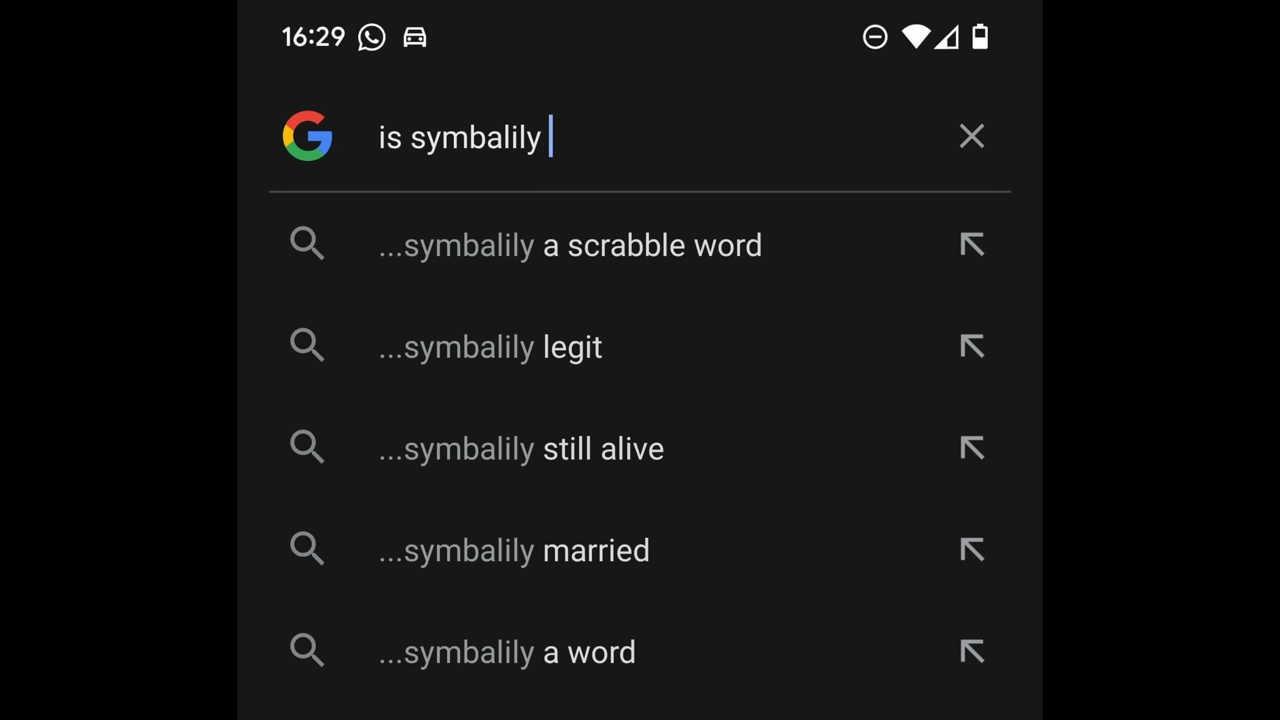 16:29
is symbalily
...symbalily a scrabble word
...symbalily legit
...symbalily still alive
...symbalily married
...symbalily a word